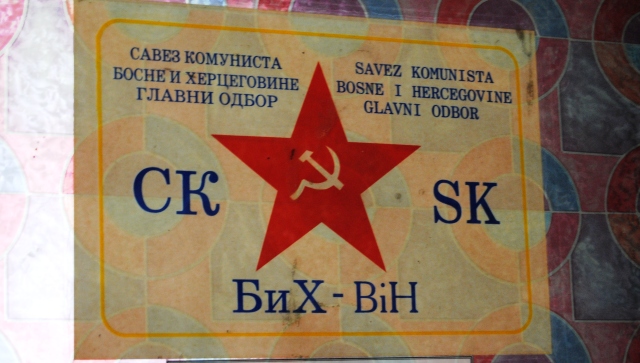 САВЕЗ КОМУНИСТА
БОСНЕ И ХЕРЦЕГОВИНЕ
ГЛАВНИ ОДБОР
SAVEZ KOMUNISTA
BOSNE I HERCEGOVINE
GLAVNI ODBOR
СК
SK
БиХ - BiH